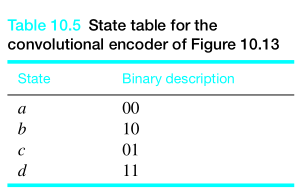 Table 10.5 State table for the
convolutional encoder of Figure 10.13
State Binary description
a 00
b 10
c 01
d 11